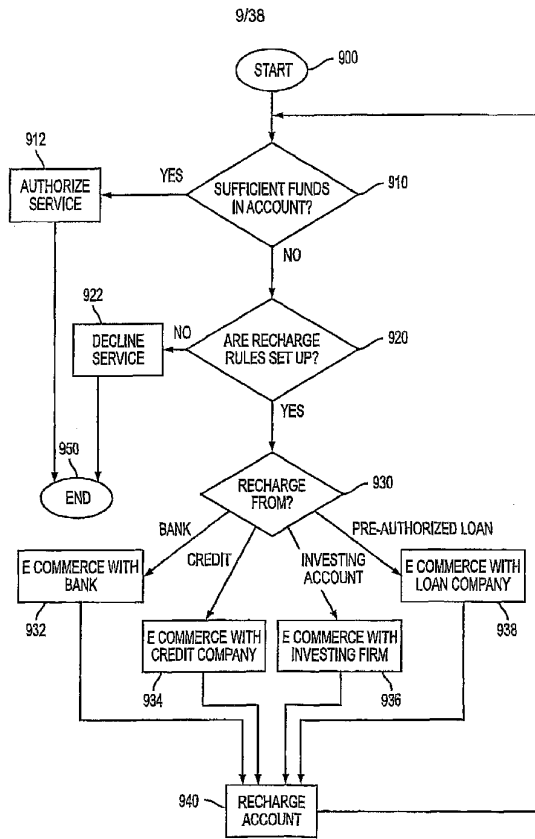 9/38
START
900
912
YES
SUFFICIENT FUNDS
IN ACCOUNT?
910
AUTHORIZE
SERVICE
NO
922
DECLINE
SERVICE
NO
ARE RECHARGE
RULES SET UP?
920
YES
950
END
RECHARGE
FROM?
930
BANK
CREDIT
INVESTING
ACCOUNT
PRE-AUTHORIZED LOAN
E COMMERCE WITH
BANK
932
E COMMERCE WITH
CREDIT COMPANY
934
E COMMERCE WITH
INVESTING FIRM
936
E COMMERCE WITH
LOAN COMPANY
938
940
RECHARGE
ACCOUNT